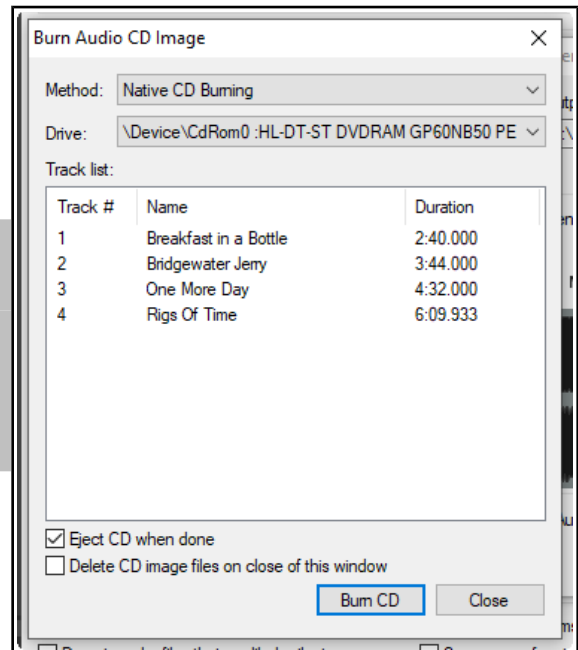 Burn Audio CD Image
Method: Native CD Burning
Drive: \Device\CdRom0 :HL-DT-ST DVDRAM GP60NB50 PE
Track list:
Track # Name Duration
1 Breakfast in a Bottle 2:40.000
2 Bridgewater Jerry 3:44.000
3 One More Day 4:32.000
4 Rigs Of Time 6:09.933
Eject CD when done
Delete CD image files on close of this window
Burn CD Close